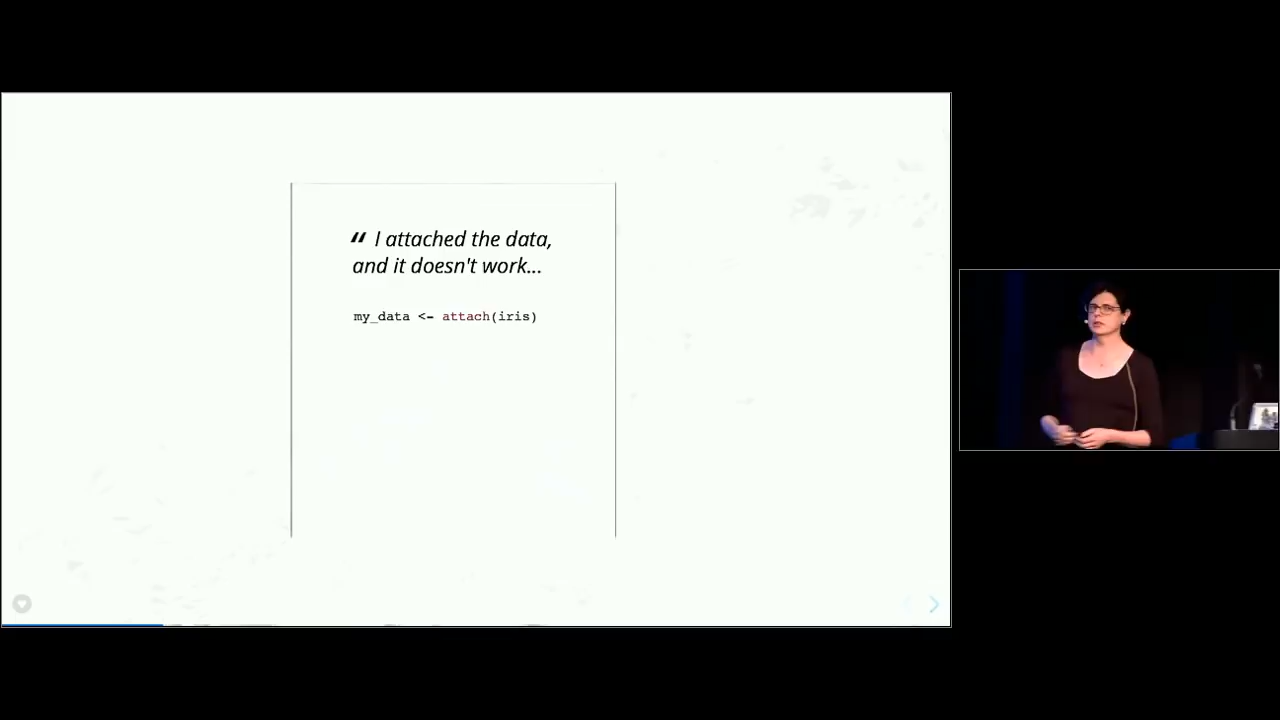 “ I attached the data,
and it doesn't work...
my_data <- attach(iris)